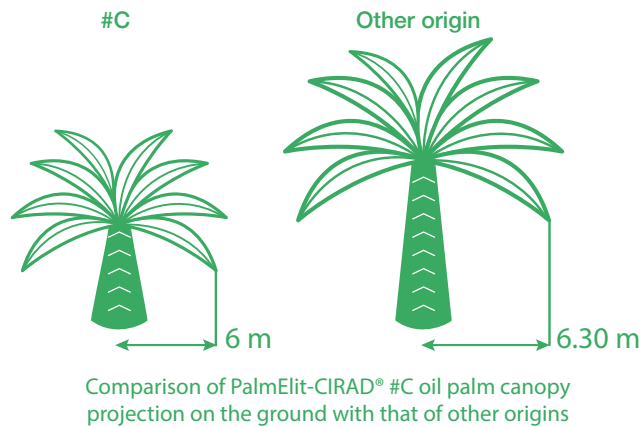 #C
Other origin
6 m
6.30 m
Comparison of PalmElit-CIRAD® #C oil palm canopy
projection on the ground with that of other origins